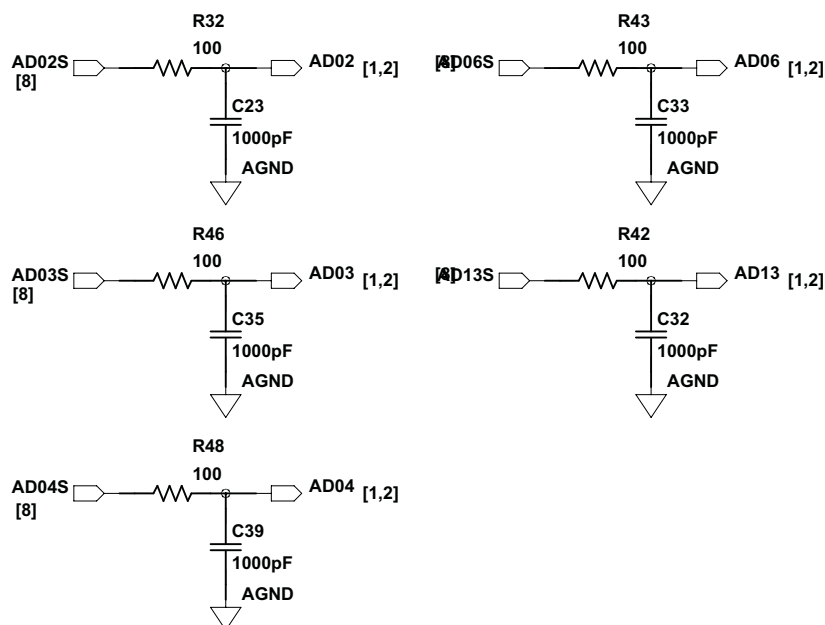 R32
100
AD02S
[8]
AD02 [1,2]
C23
1000pF
AGND
R43
100
AD06S
AD06 [1,2]
C33
1000pF
AGND
R46
100
AD03S
[8]
AD03 [1,2]
C35
1000pF
AGND
R42
100
AD13S
AD13 [1,2]
C32
1000pF
AGND
R48
100
AD04S
[8]
AD04 [1,2]
C39
1000pF
AGND